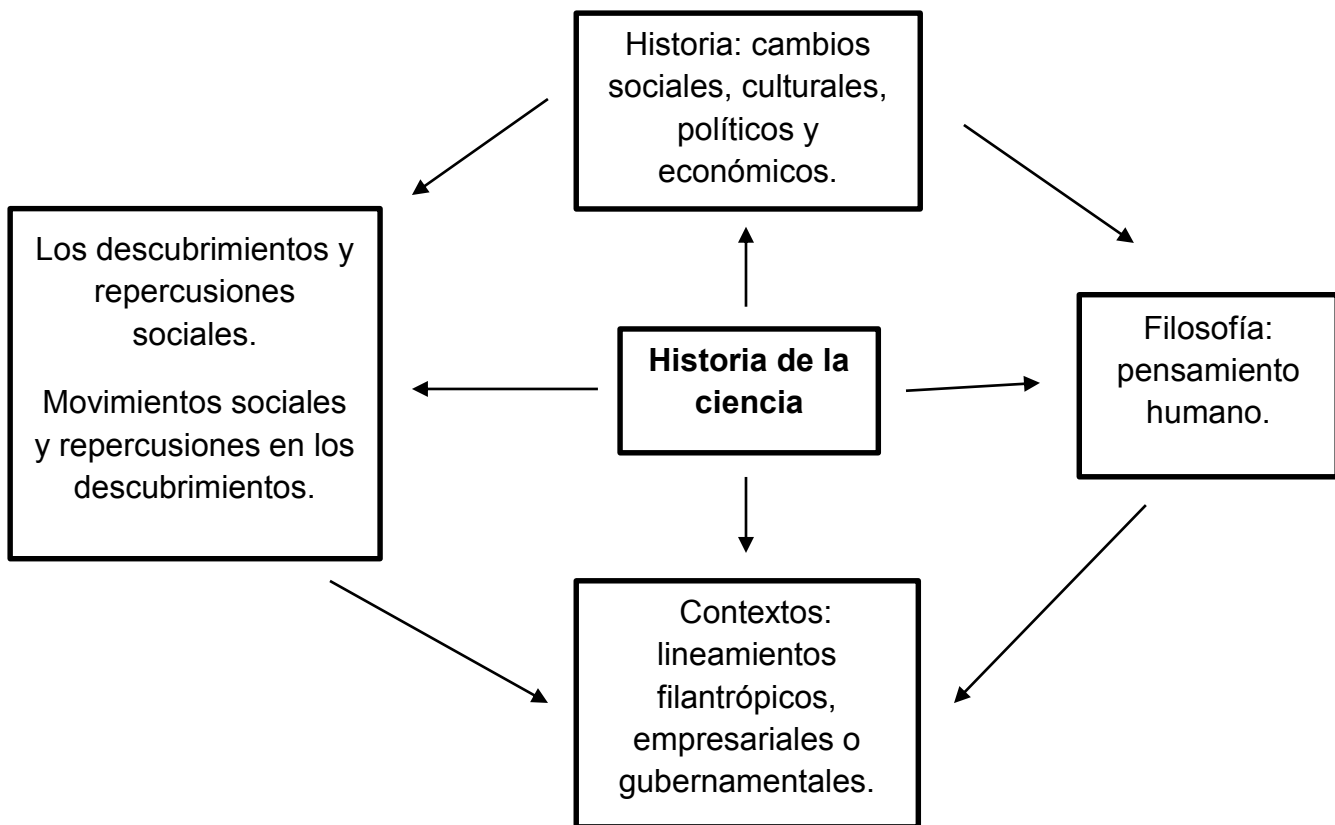 Historia: cambios
sociales, culturales,
políticos y
económicos.
Los descubrimientos y
repercusiones
sociales.
Movimientos sociales
y repercusiones en los
descubrimientos.
Historia de la
ciencia
Filosofía:
pensamiento
humano.
Contextos:
lineamientos
filantrópicos,
empresariales o
gubernamentales.